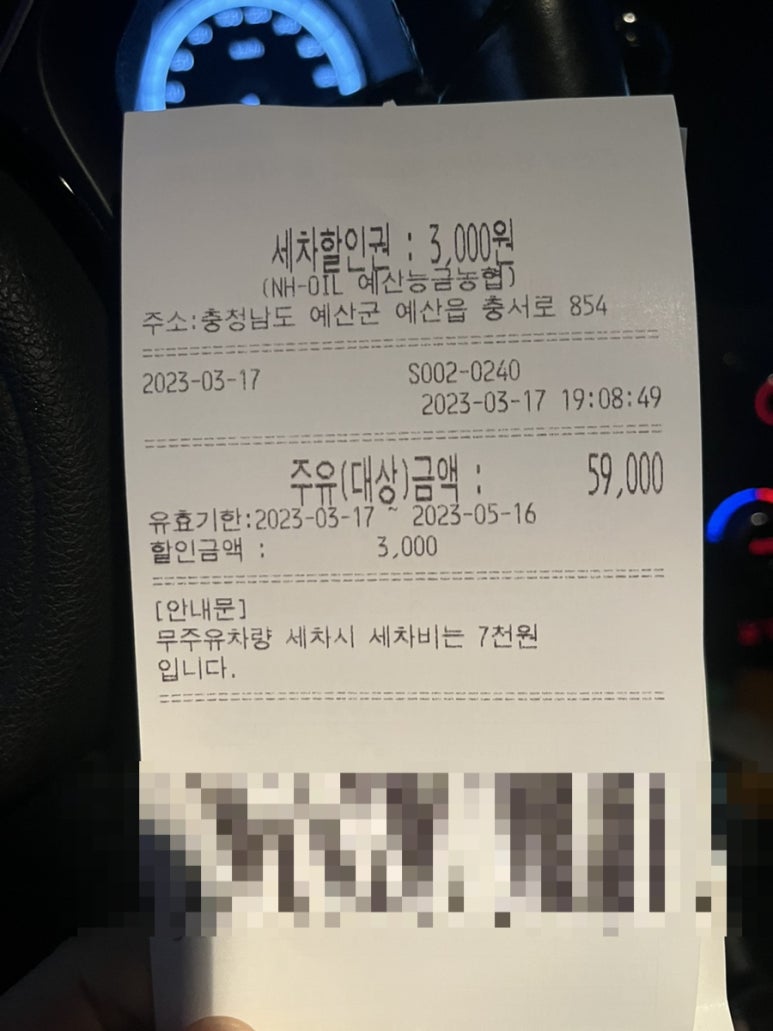 세차할인권 : 3,000원
(NH-OIL 예산능금농협)
주소:충청남도 예산군 예산읍 충서로 854
2023-03-17 S002-0240
2023-03-17 19:08:49
주유(대상)금액 : 59,000
유효기한:2023-03-17 ~ 2023-05-16
할인금액 : 3,000
[안내문]
무주유차량 세차시 세차비는 7천원
입니다.